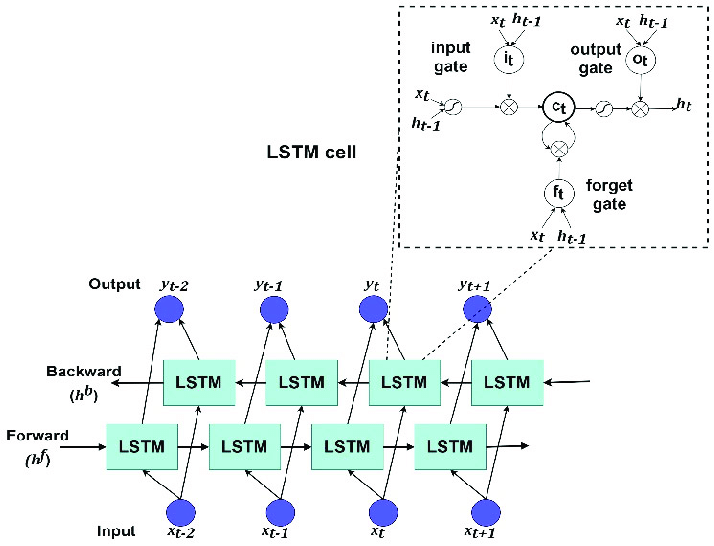 xt ht-1 xt ht-1
input gate it output gate ot
xt ht-1 ct ht
LSTM cell
ft forget gate
xt ht-1
Output yt-2 yt-1 yt yt+1
Backward (hb) LSTM LSTM LSTM LSTM
Forward (hf) LSTM LSTM LSTM LSTM
Input xt-2 xt-1 xt xt+1